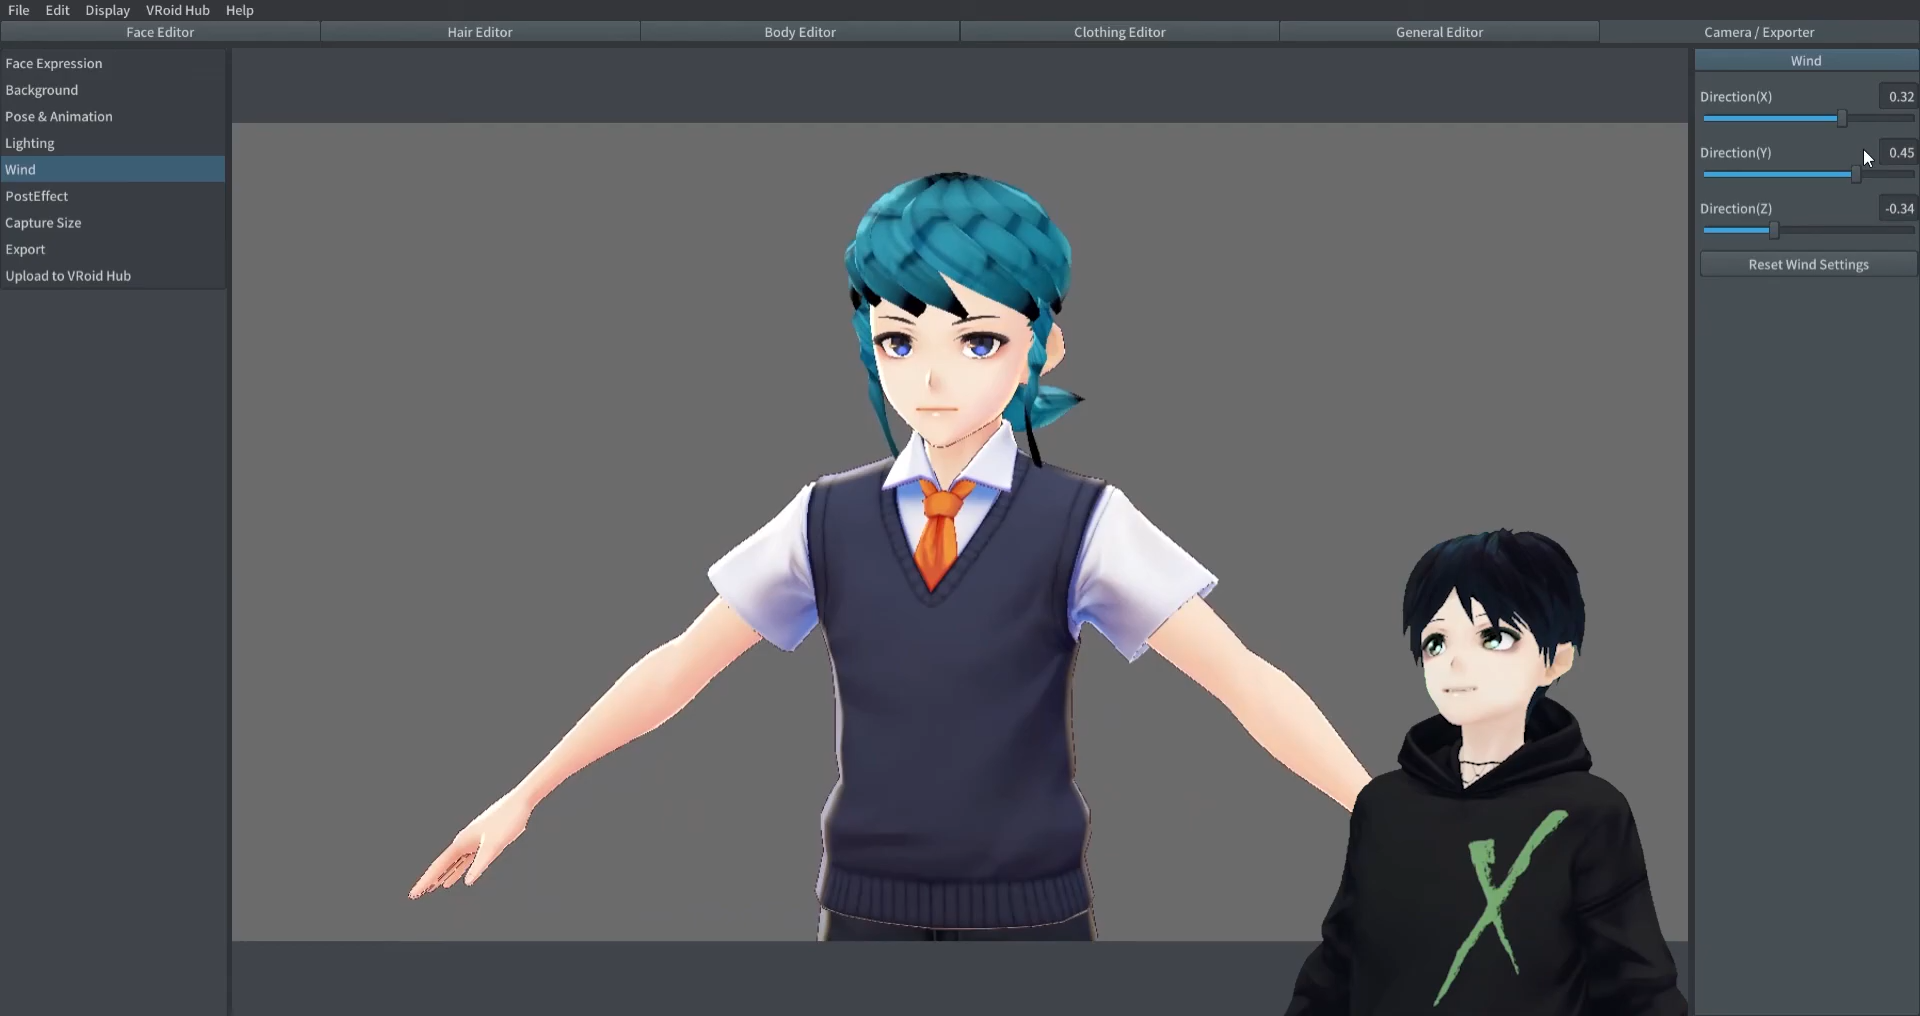 File Edit Display VRoid Hub Help
Face Editor Hair Editor Body Editor Clothing Editor General Editor Camera / Exporter
Face Expression
Background
Pose & Animation
Lighting
Wind
PostEffect
Capture Size
Export
Upload to VRoid Hub
Wind
Direction(X) 0.32
Direction(Y) 0.45
Direction(Z) -0.34
Reset Wind Settings
X